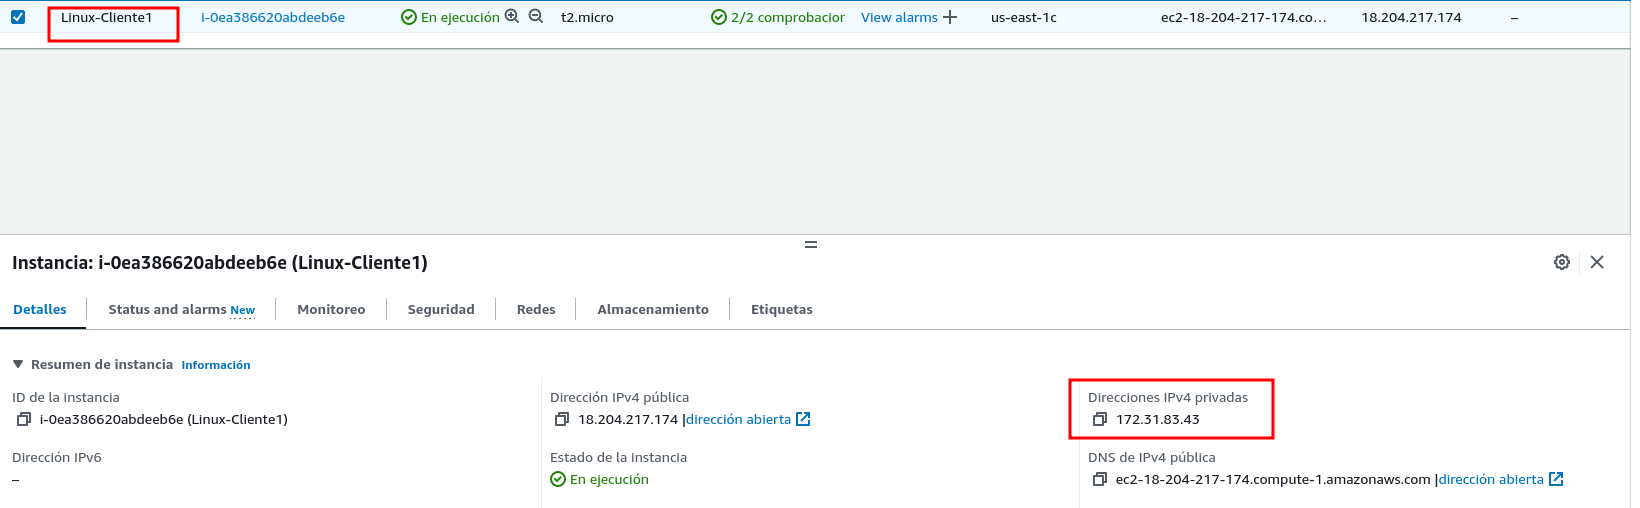 Linux-Cliente1 i-0ea386620abdeeb6e En ejecución t2.micro 2/2 comprobacior View alarms + us-east-1c ec2-18-204-217-174.co... 18.204.217.174 –
Instancia: i-0ea386620abdeeb6e (Linux-Cliente1)
Detalles Status and alarms New Monitoreo Seguridad Redes Almacenamiento Etiquetas
Resumen de instancia Información
ID de la instancia Dirección IPv4 pública Direcciones IPv4 privadas
i-0ea386620abdeeb6e (Linux-Cliente1) 18.204.217.174 |dirección abierta 172.31.83.43
Dirección IPv6 Estado de la instancia DNS de IPv4 pública
– En ejecución ec2-18-204-217-174.compute-1.amazonaws.com |dirección abierta